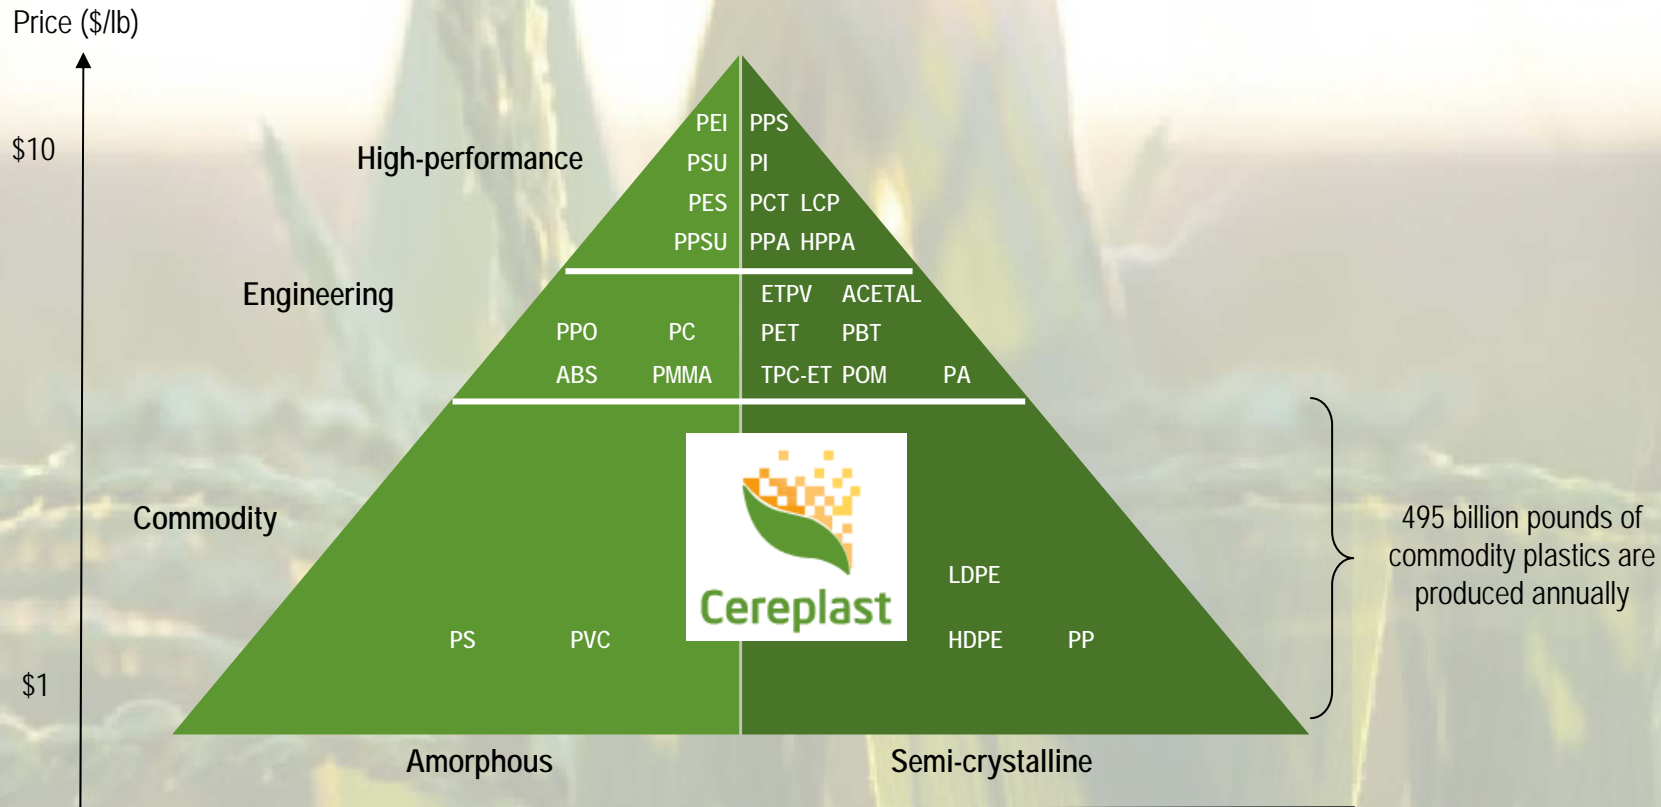 Price ($/lb)
$10
High-performance
PEI PPS
PSU PI
PES PCT LCP
PPSU PPA HPPA
Engineering
ETPV ACETAL
PPO PC PET PBT
ABS PMMA TPC-ET POM PA
Commodity
Cereplast
495 billion pounds of
commodity plastics are
produced annually
LDPE
PS PVC HDPE PP
$1
Amorphous Semi-crystalline